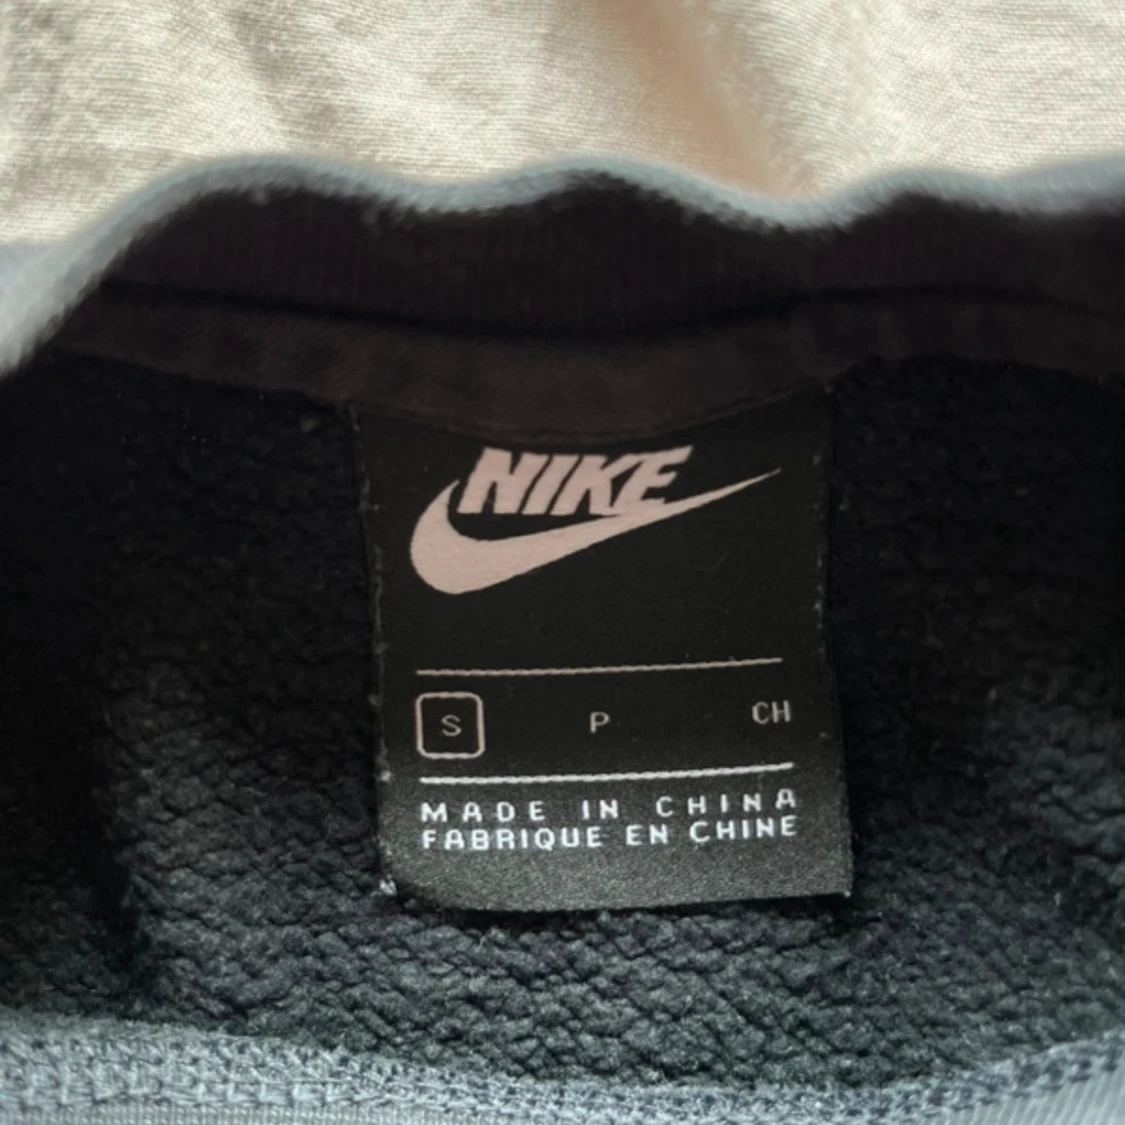 NIKE
S P CH
MADE IN CHINA
FABRIQUE EN CHINE